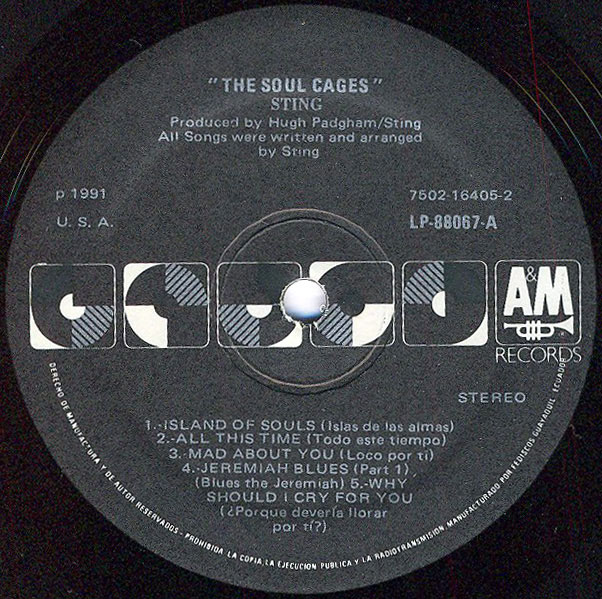 "THE SOUL CAGES"
STING
Produced by Hugh Padgham/Sting
All Songs were written and arranged
by Sting
p 1991
7502-16405-2
U. S. A.
LP-88067-A
A&M
RECORDS
STEREO
1.-ISLAND OF SOULS (Islas de las almas)
2.-ALL THIS TIME (Todo este tiempo)
3.- MAD ABOUT YOU (Loco por ti)
4.- JEREMIAH BLUES (Part 1)
(Blues the Jeremiah) 5.-WHY
SHOULD I CRY FOR YOU
(¿Porque devería llorar
por tí?)
DERECHO DE MANUFACTURA Y DE AUTOR RESERVADOS - PROHIBIDA LA COPIA, LA EJECUCION PUBLICA Y LA RADIOTRANSMISION, MANUFACTURADO POR FEDISCOS GUAYAQUIL - ECUADOR